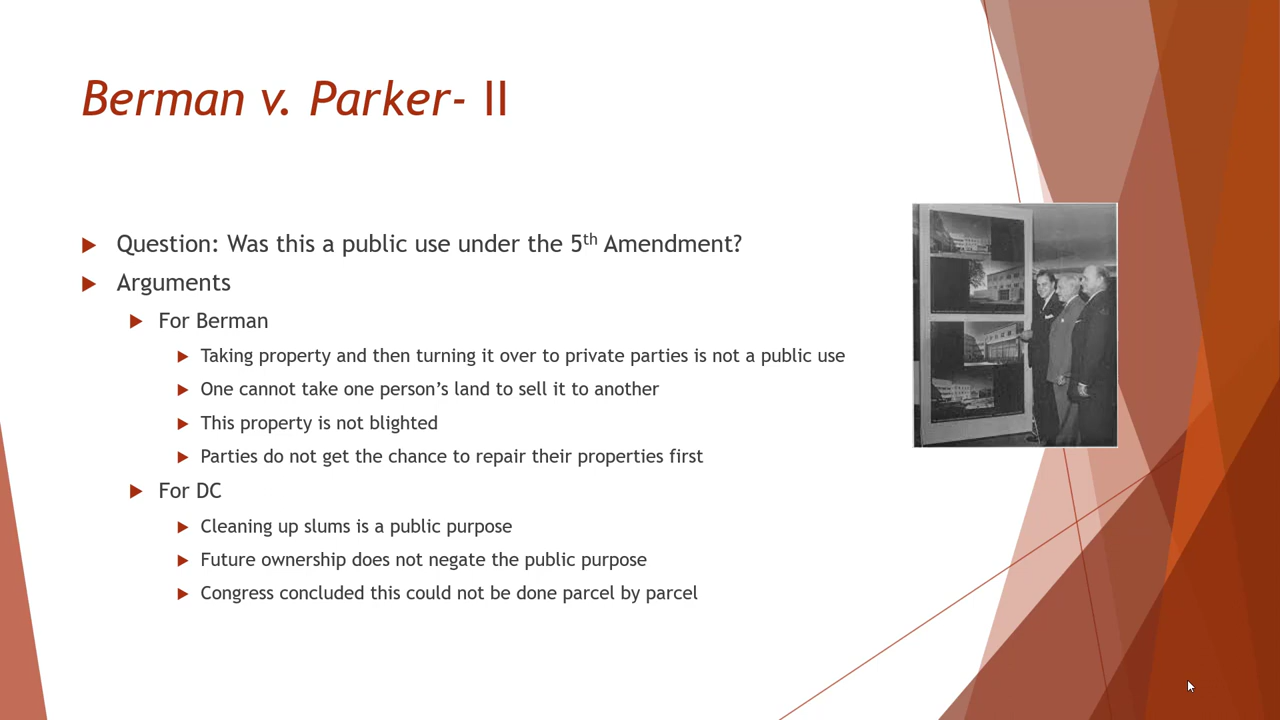 Berman v. Parker- II
Question: Was this a public use under the 5th Amendment?
Arguments
For Berman
Taking property and then turning it over to private parties is not a public use
One cannot take one person’s land to sell it to another
This property is not blighted
Parties do not get the chance to repair their properties first
For DC
Cleaning up slums is a public purpose
Future ownership does not negate the public purpose
Congress concluded this could not be done parcel by parcel